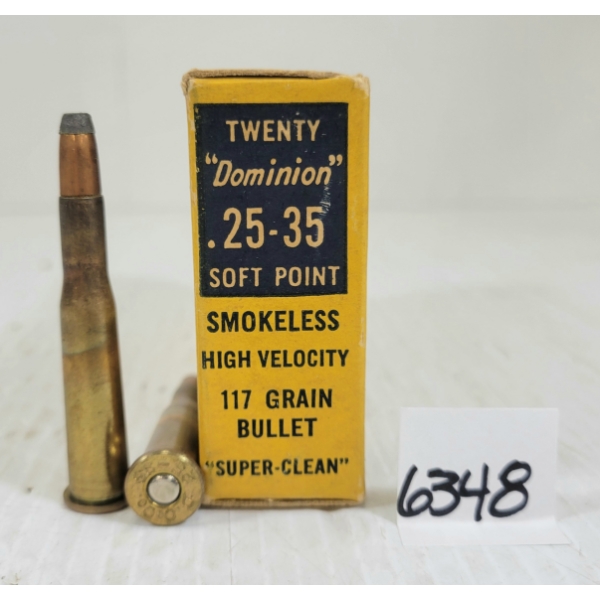 TWENTY
"Dominion"
.25-35
SOFT POINT
SMOKELESS
HIGH VELOCITY
117 GRAIN
BULLET
"SUPER-CLEAN"
6348